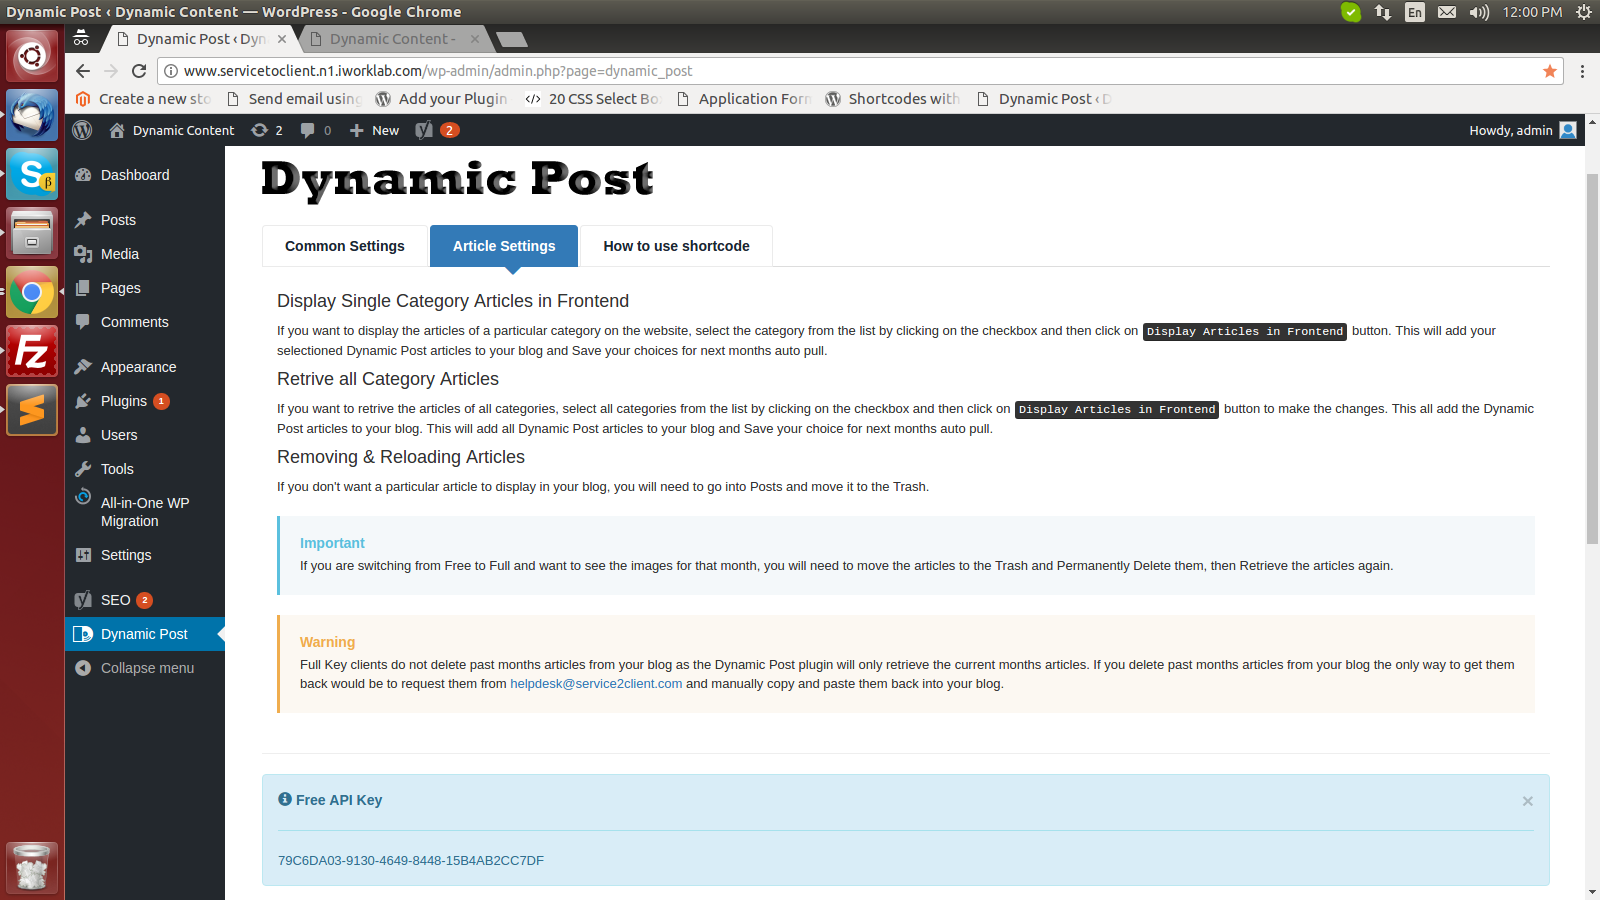 Dynamic Post ‹ Dynamic Content — WordPress - Google Chrome
En
12:00 PM
Dynamic Post ‹ Dyn
Dynamic Content -
www.servicetoclient.n1.iworklab.com/wp-admin/admin.php?page=dynamic_post
Create a new sto
Send email using
Add your Plugin
20 CSS Select Bo
Application Form
Shortcodes with
Dynamic Post ‹ D
Dynamic Content
2
0
New
2
Howdy, admin
Dashboard
Posts
Media
Pages
Comments
Appearance
Plugins 1
Users
Tools
All-in-One WP
Migration
Settings
SEO 2
Dynamic Post
Collapse menu
Dynamic Post
Common Settings
Article Settings
How to use shortcode
Display Single Category Articles in Frontend
If you want to display the articles of a particular category on the website, select the category from the list by clicking on the checkbox and then click on Display Articles in Frontend button. This will add your
selectioned Dynamic Post articles to your blog and Save your choices for next months auto pull.
Retrive all Category Articles
If you want to retrive the articles of all categories, select all categories from the list by clicking on the checkbox and then click on Display Articles in Frontend button to make the changes. This all add the Dynamic
Post articles to your blog. This will add all Dynamic Post articles to your blog and Save your choice for next months auto pull.
Removing & Reloading Articles
If you don't want a particular article to display in your blog, you will need to go into Posts and move it to the Trash.
Important
If you are switching from Free to Full and want to see the images for that month, you will need to move the articles to the Trash and Permanently Delete them, then Retrieve the articles again.
Warning
Full Key clients do not delete past months articles from your blog as the Dynamic Post plugin will only retrieve the current months articles. If you delete past months articles from your blog the only way to get them
back would be to request them from helpdesk@service2client.com and manually copy and paste them back into your blog.
Free API Key
×
79C6DA03-9130-4649-8448-15B4AB2CC7DF